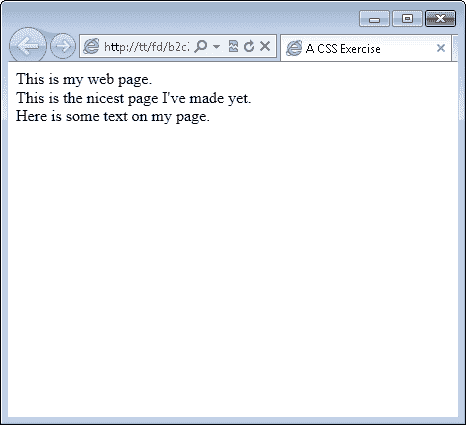 http://tt/fd/b2c
A CSS Exercise
This is my web page.
This is the nicest page I've made yet.
Here is some text on my page.